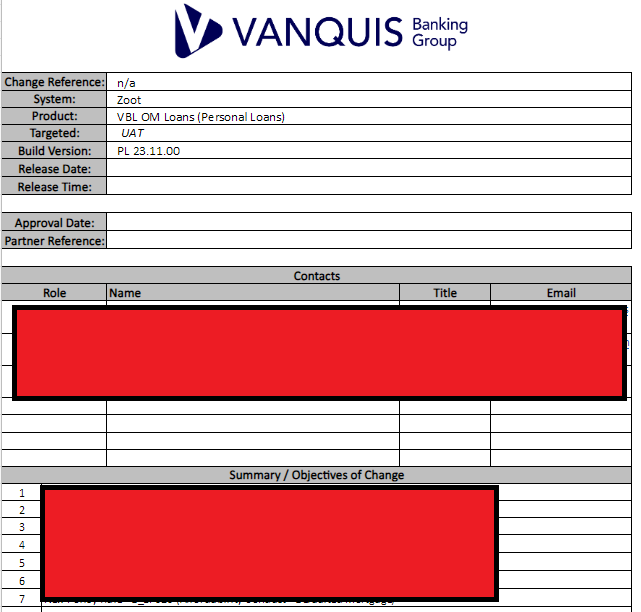 VANQUIS Banking Group
Change Reference: n/a
System: Zoot
Product: VBL OM Loans (Personal Loans)
Targeted: UAT
Build Version: PL 23.11.00
Release Date:
Release Time:
Approval Date:
Partner Reference:
Contacts
Role Name Title Email
Summary / Objectives of Change
1
2
3
4
5
6
7